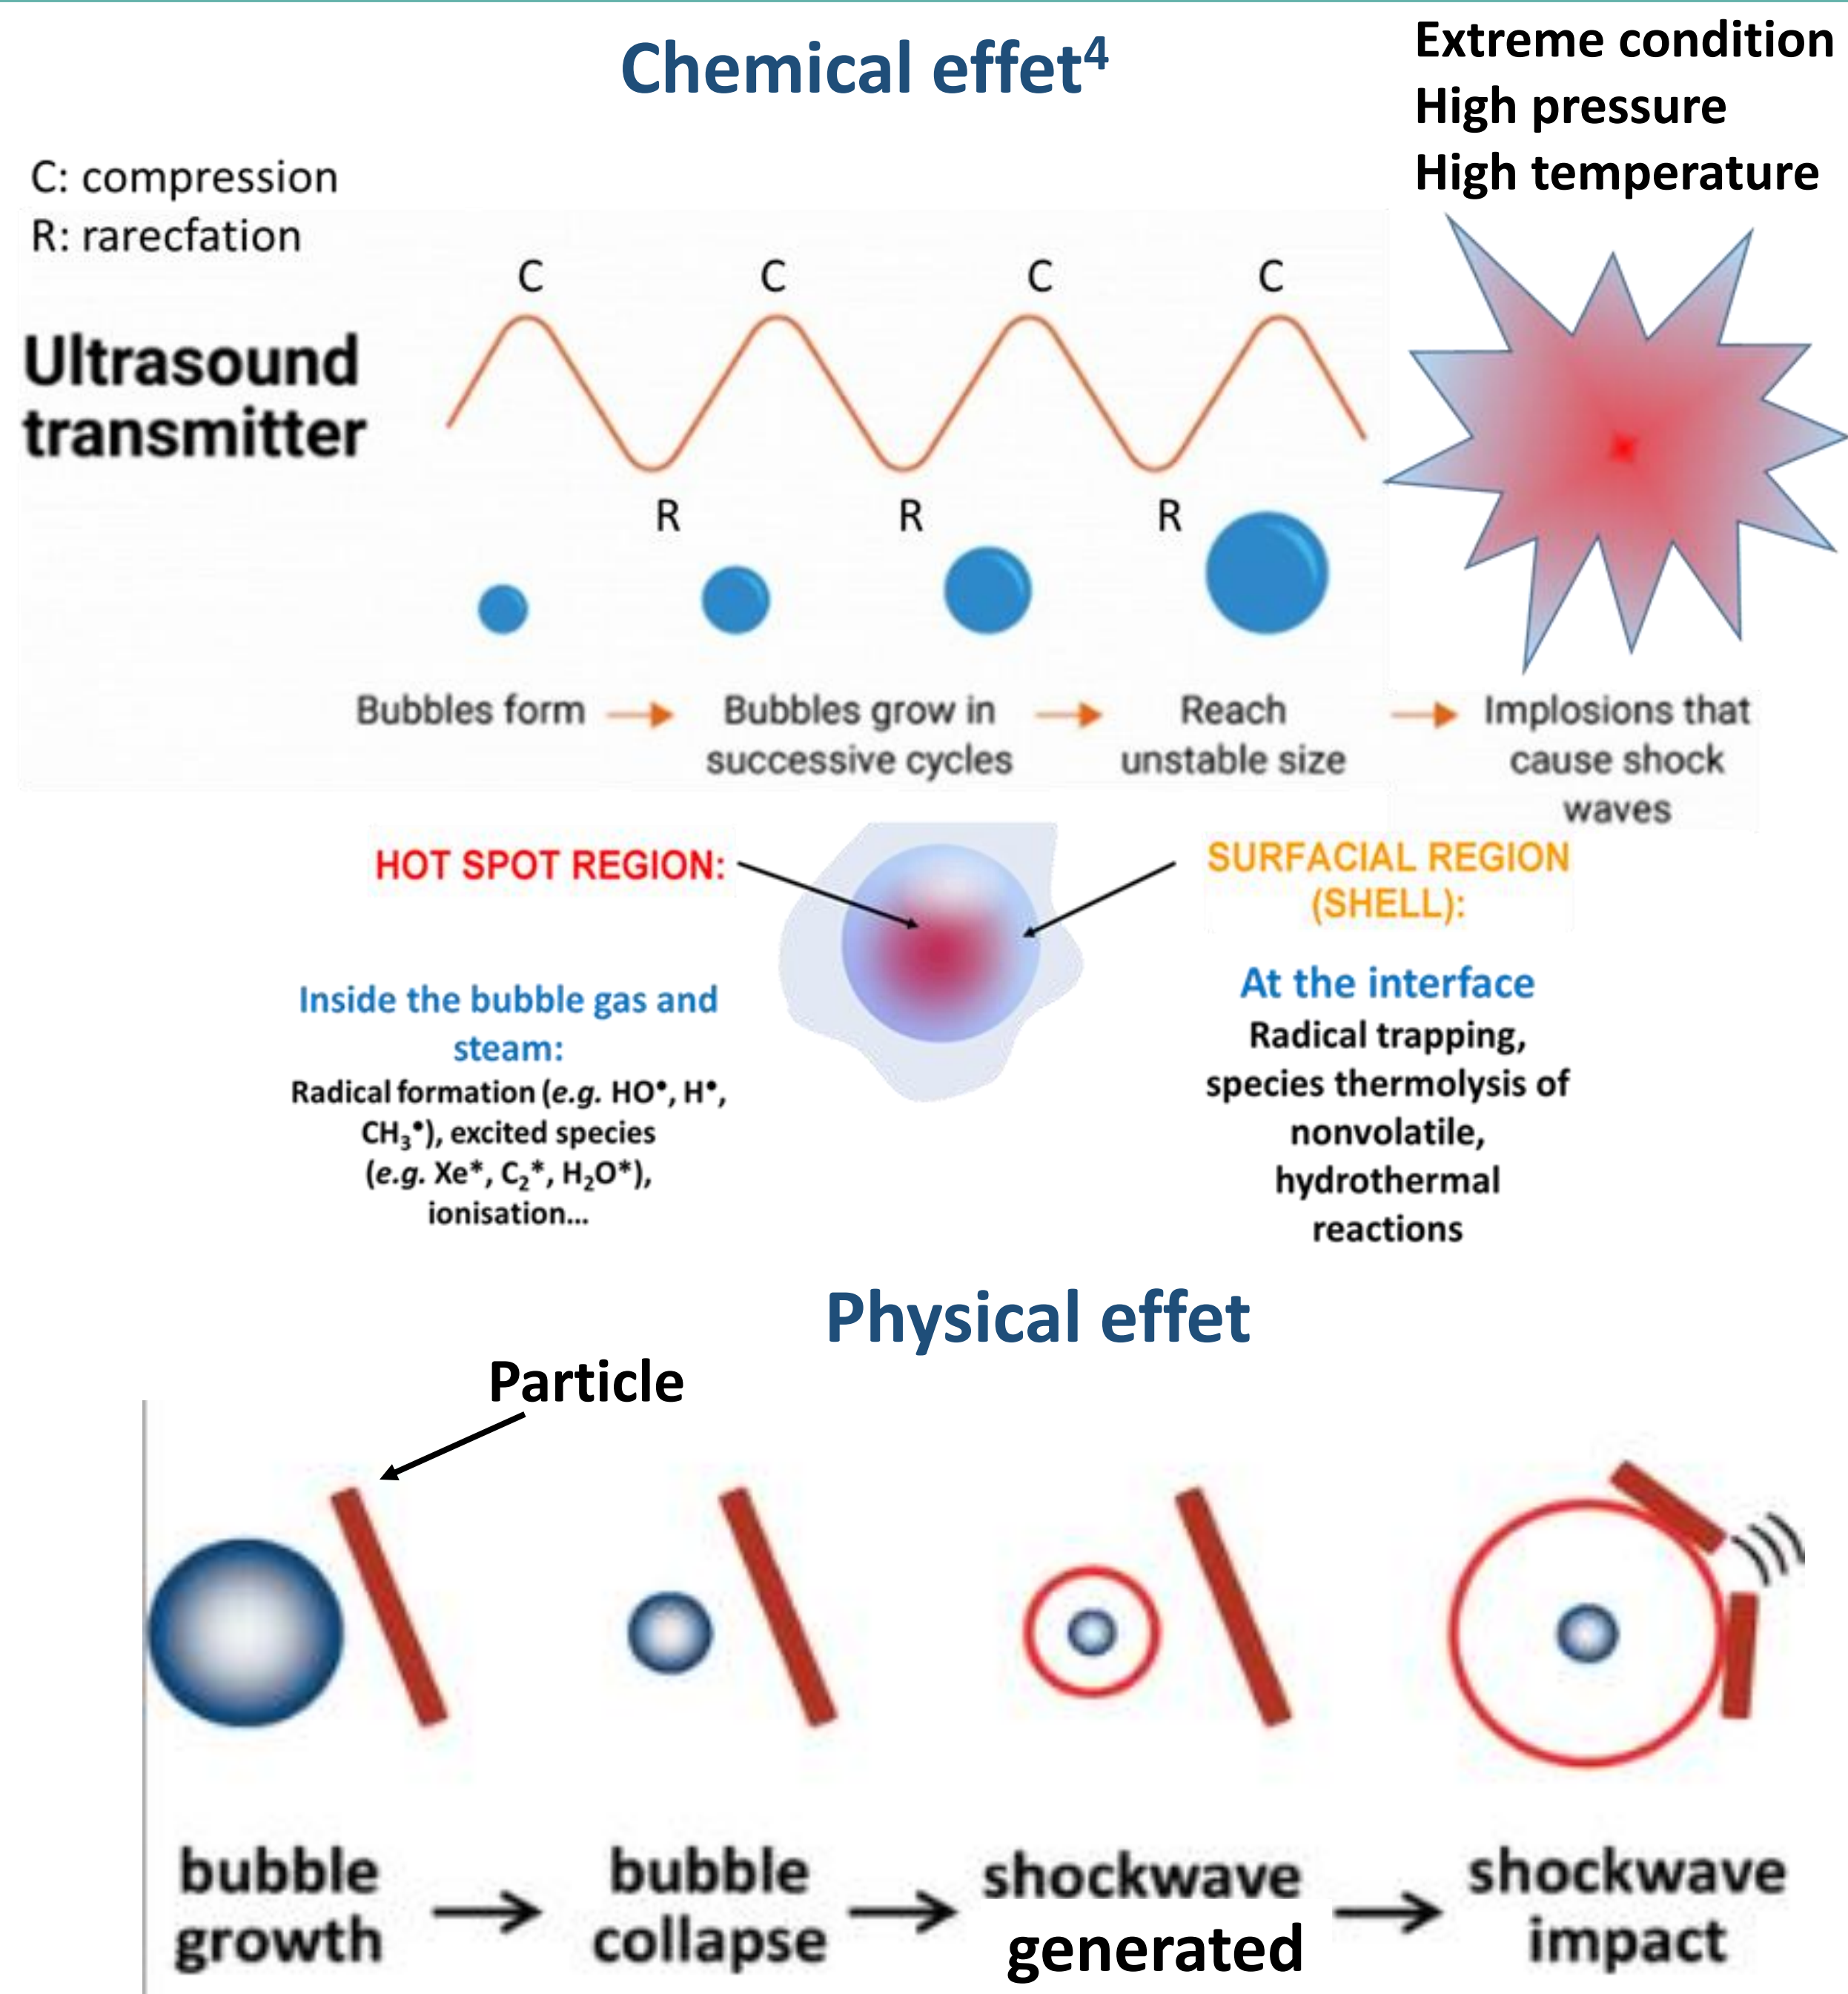 Chemical effet⁴
Extreme condition
High pressure
High temperature
C: compression
R: rarecfation
Ultrasound
transmitter
C C C C
R R R
Bubbles form
Bubbles grow in
successive cycles
Reach
unstable size
Implosions that
cause shock
waves
HOT SPOT REGION:
SURFACIAL REGION
(SHELL):
Inside the bubble gas and
steam:
Radical formation (e.g. HO•, H•,
CH₃•), excited species
(e.g. Xe*, C₂*, H₂O*),
ionisation...
At the interface
Radical trapping,
species thermolysis of
nonvolatile,
hydrothermal
reactions
Physical effet
Particle
bubble
growth
bubble
collapse
shockwave
generated
shockwave
impact